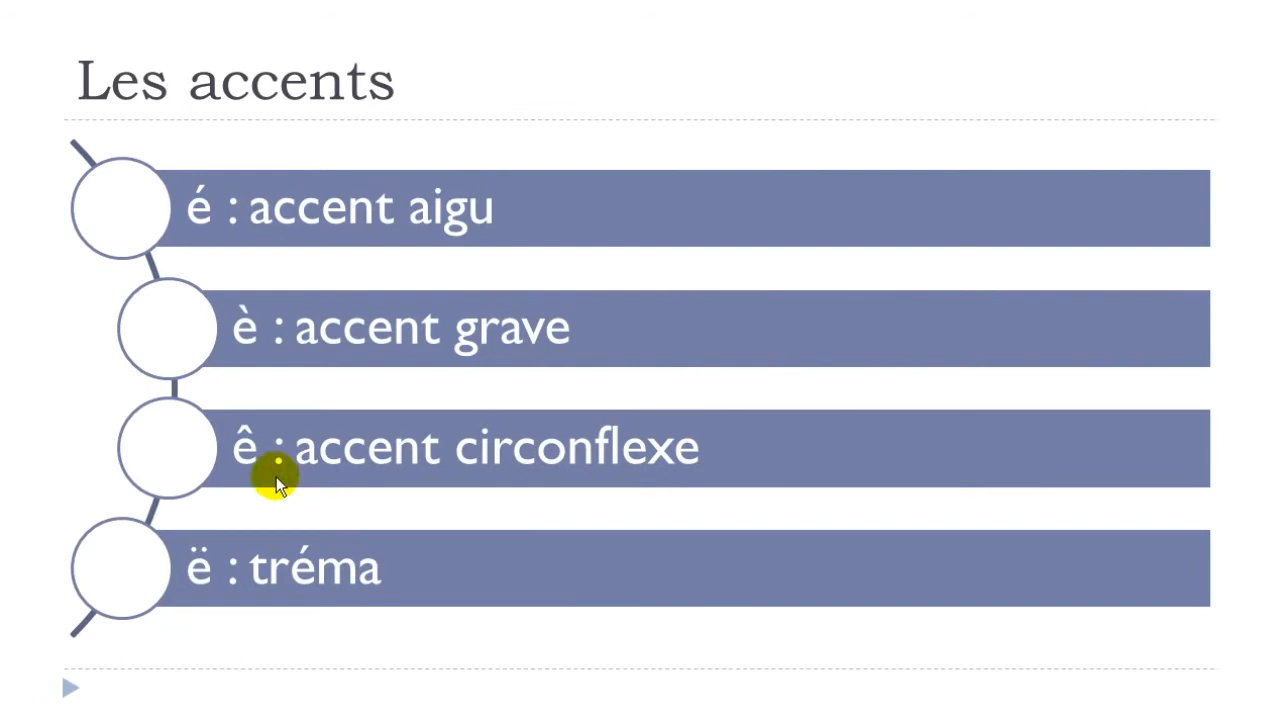 Les accents
é : accent aigu
è : accent grave
ê : accent circonflexe
ë : tréma